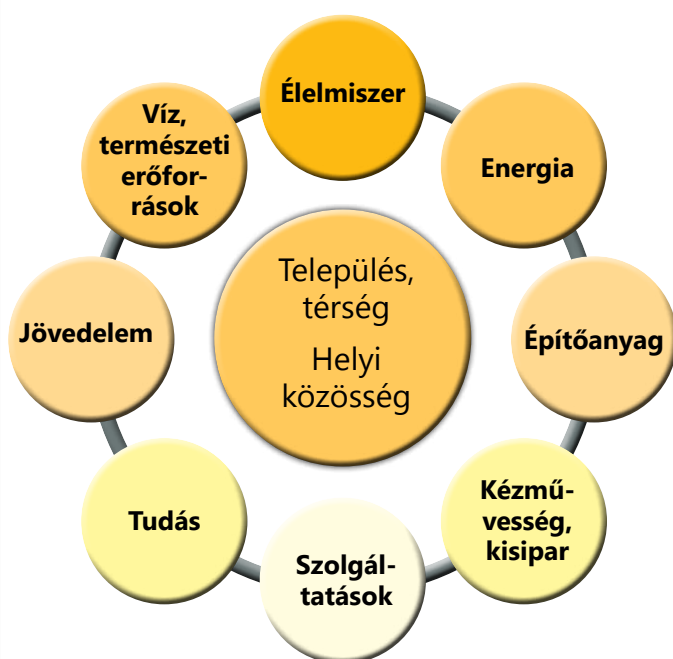 Élelmiszer
Energia
Építőanyag
Kézmű-
vesség,
kisipar
Szolgál-
tatások
Tudás
Jövedelem
Víz,
természeti
erőfor-
rások
Település,
térség
Helyi
közösség